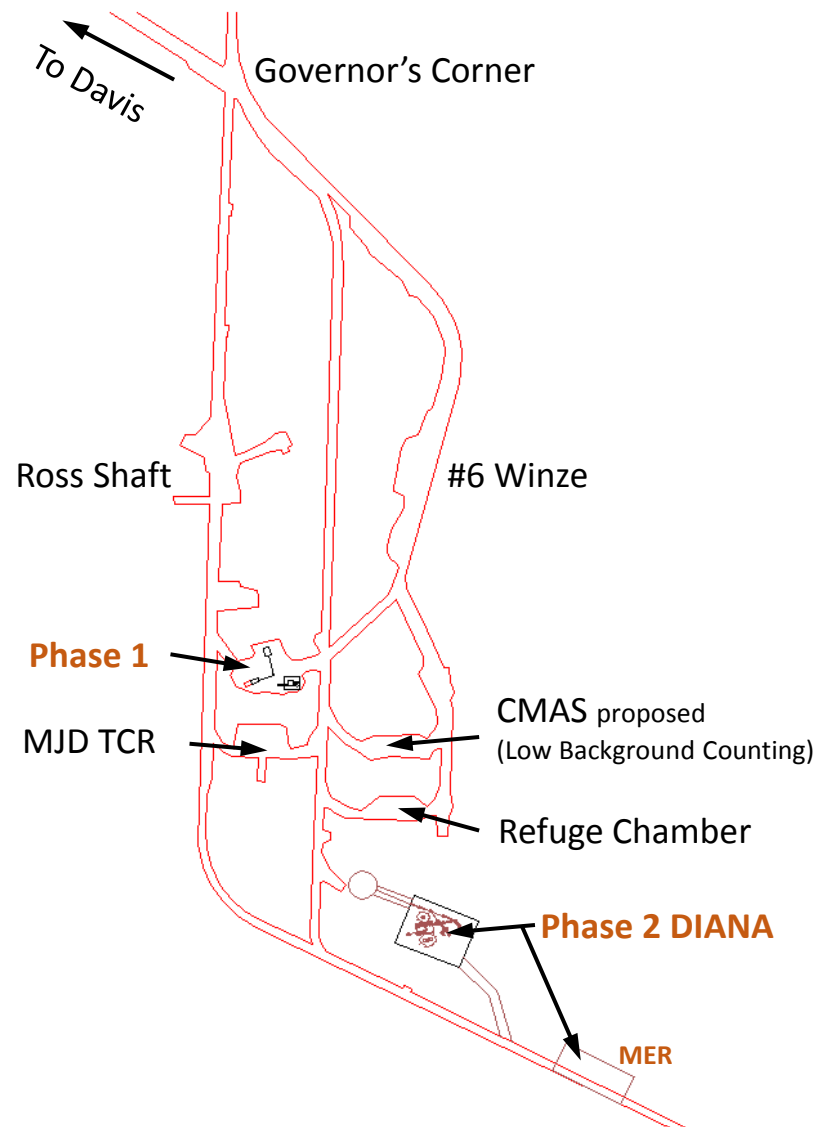 To Davis
Governor’s Corner
Ross Shaft
#6 Winze
Phase 1
MJD TCR
CMAS proposed
(Low Background Counting)
Refuge Chamber
Phase 2 DIANA
MER